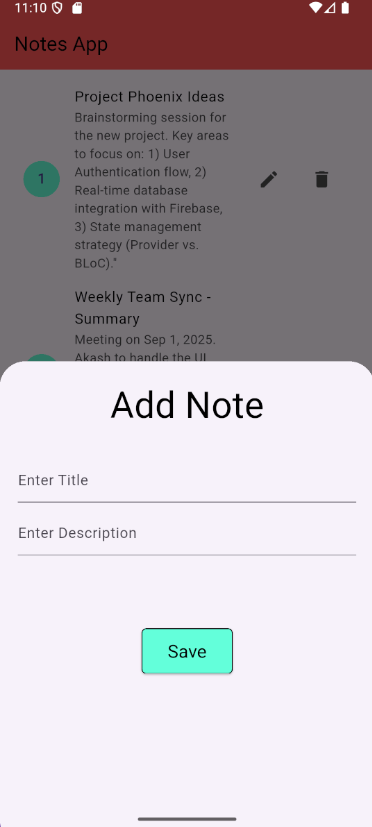 11:10
Notes App
Project Phoenix Ideas
Brainstorming session for
the new project. Key areas
to focus on: 1) User
Authentication flow, 2)
1
Real-time database
integration with Firebase,
3) State management
strategy (Provider vs.
BLoC)."
Weekly Team Sync -
Summary
Meeting on Sep 1, 2025.
Akash to handle the UI
Add Note
Enter Title
Enter Description
Save